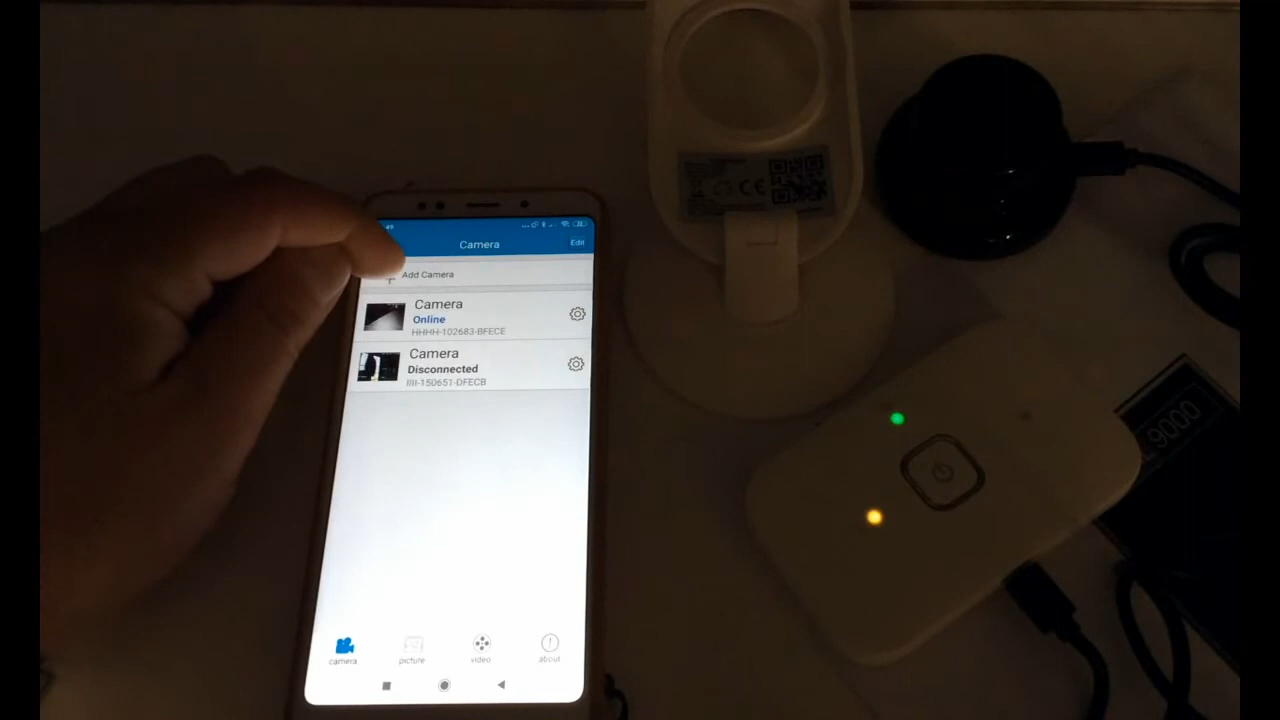 Camera
Edit
Add Camera
Camera
Online
HHHH-102683-BFECE
Camera
Disconnected
IIII-150651-DFECB
camera
picture
video
about
CE
9000